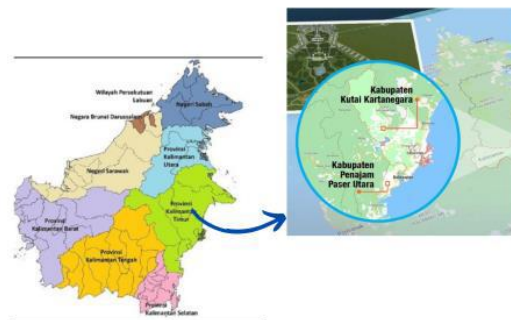 Wilayah Persekutuan
Labuan
Negara Brunei Darussalam
Negeri Sabah
Provinsi
Kalimantan
Utara
Negeri Sarawak
Provinsi
Kalimantan
Timur
Provinsi
Kalimantan Barat
Provinsi
Kalimantan Tengah
Provinsi
Kalimantan Selatan
Kabupaten
Kutai Kartanegara
Kabupaten
Penajam
Paser Utara
Balikpapan